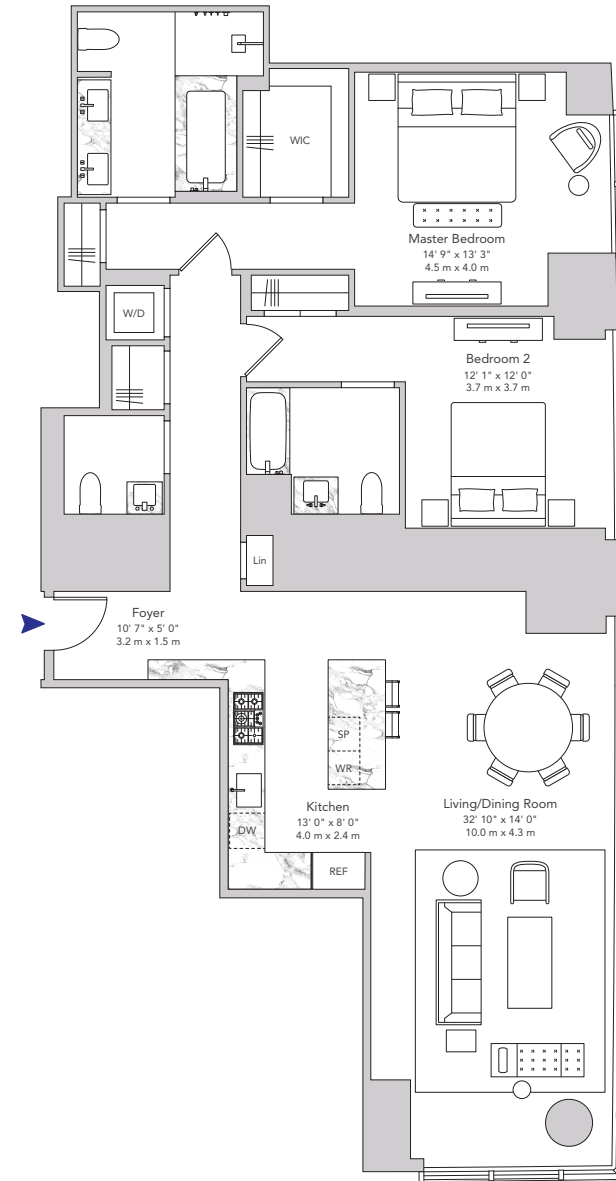 WIC
Master Bedroom
14' 9" x 13' 3"
4.5 m x 4.0 m
W/D
Bedroom 2
12' 1" x 12' 0"
3.7 m x 3.7 m
Lin
Foyer
10' 7" x 5' 0"
3.2 m x 1.5 m
SP
WR
Kitchen
13' 0" x 8' 0"
4.0 m x 2.4 m
Living/Dining Room
32' 10" x 14' 0"
10.0 m x 4.3 m
DW
REF